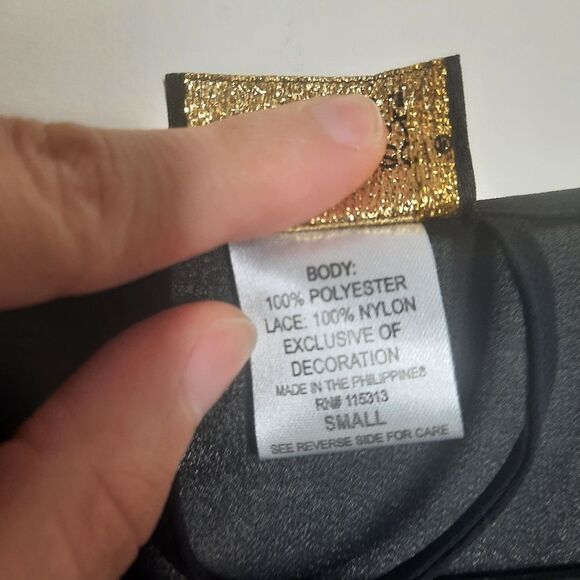 BODY:
100% POLYESTER
LACE: 100% NYLON
EXCLUSIVE OF
DECORATION
MADE IN THE PHILIPPINES
RN# 115313
SMALL
SEE REVERSE SIDE FOR CARE